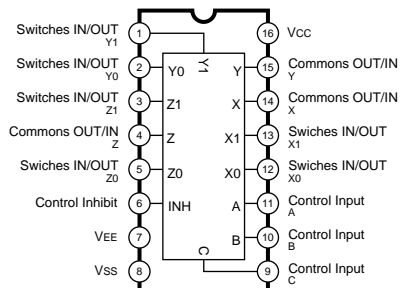 Switches IN/OUT
Y1
1
16
VCC
Switches IN/OUT
Y0
2
Y0
Y1
Y
15
Commons OUT/IN
Y
Switches IN/OUT
Z1
3
Z1
X
14
Commons OUT/IN
X
Commons OUT/IN
Z
4
Z
X1
13
Swiches IN/OUT
X1
Swiches IN/OUT
Z0
5
Z0
X0
12
Swiches IN/OUT
X0
Control Inhibit
6
INH
A
11
Control Input
A
VEE
7
B
10
Control Input
B
VSS
8
C
9
Control Input
C